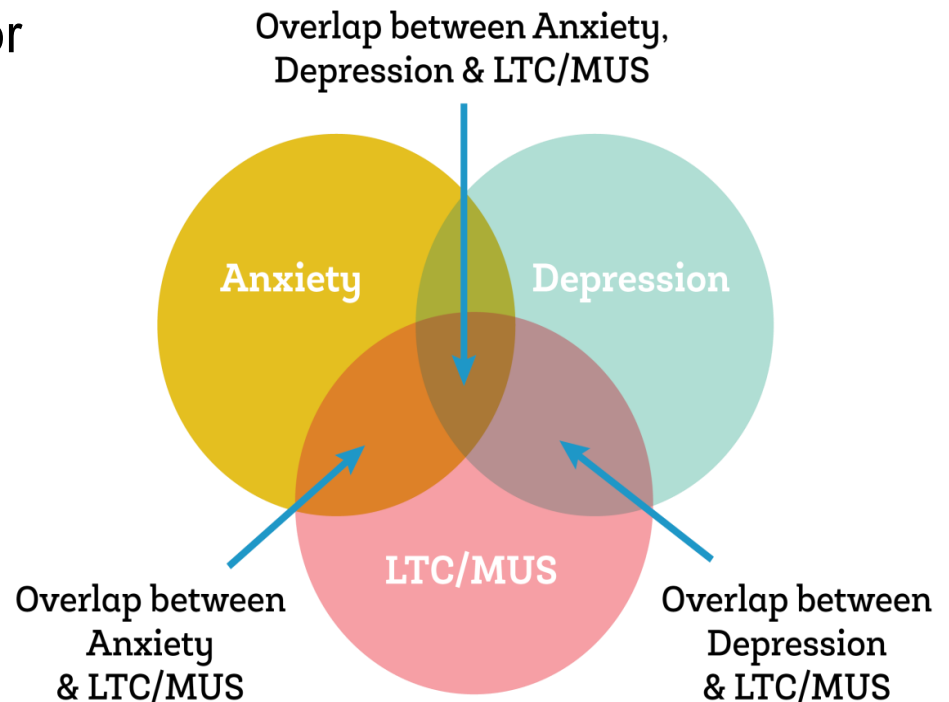 or
Overlap between Anxiety,
Depression & LTC/MUS
Anxiety
Depression
LTC/MUS
Overlap between
Anxiety
& LTC/MUS
Overlap between
Depression
& LTC/MUS